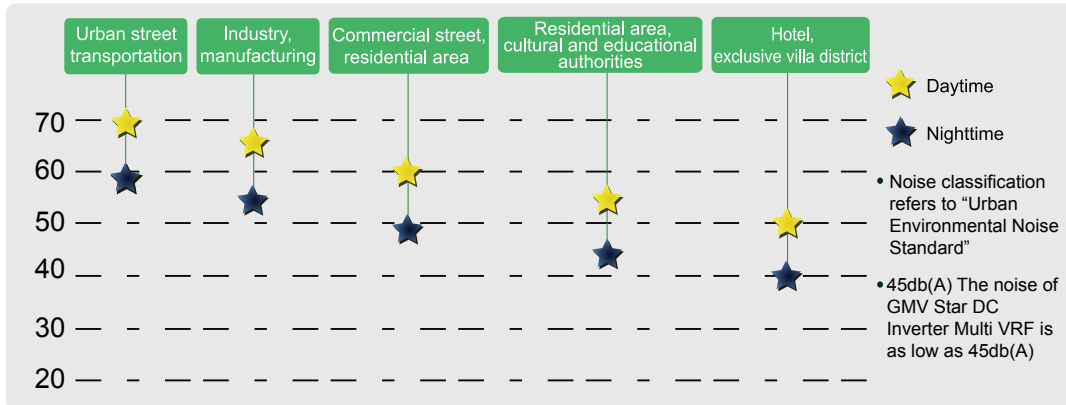 Urban street
transportation
Industry,
manufacturing
Commercial street,
residential area
Residential area,
cultural and educational
authorities
Hotel,
exclusive villa district
Daytime
Nighttime
70
60
50
40
30
20
• Noise classification
refers to “Urban
Environmental Noise
Standard”
• 45db(A) The noise of
GMV Star DC
Inverter Multi VRF is
as low as 45db(A)